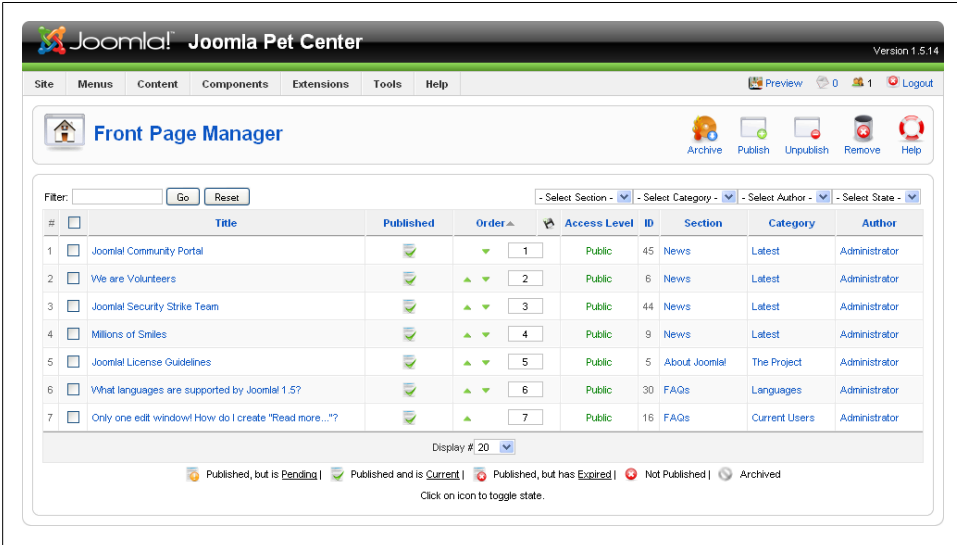 Joomla! Joomla Pet Center
Version 1.5.14
Site Menus Content Components Extensions Tools Help Preview 0 1 Logout
Front Page Manager
Archive Publish Unpublish Remove Help
Filter: Go Reset - Select Section - - Select Category - - Select Author - - Select State -
# Title Published Order Access Level ID Section Category Author
1 Joomla! Community Portal 1 Public 45 News Latest Administrator
2 We are Volunteers 2 Public 6 News Latest Administrator
3 Joomla! Security Strike Team 3 Public 44 News Latest Administrator
4 Millions of Smiles 4 Public 9 News Latest Administrator
5 Joomla! License Guidelines 5 Public 5 About Joomla! The Project Administrator
6 What languages are supported by Joomla! 1.5? 6 Public 30 FAQs Languages Administrator
7 Only one edit window! How do I create "Read more..."? 7 Public 16 FAQs Current Users Administrator
Display # 20
Published, but is Pending | Published and is Current | Published, but has Expired | Not Published | Archived
Click on icon to toggle state.